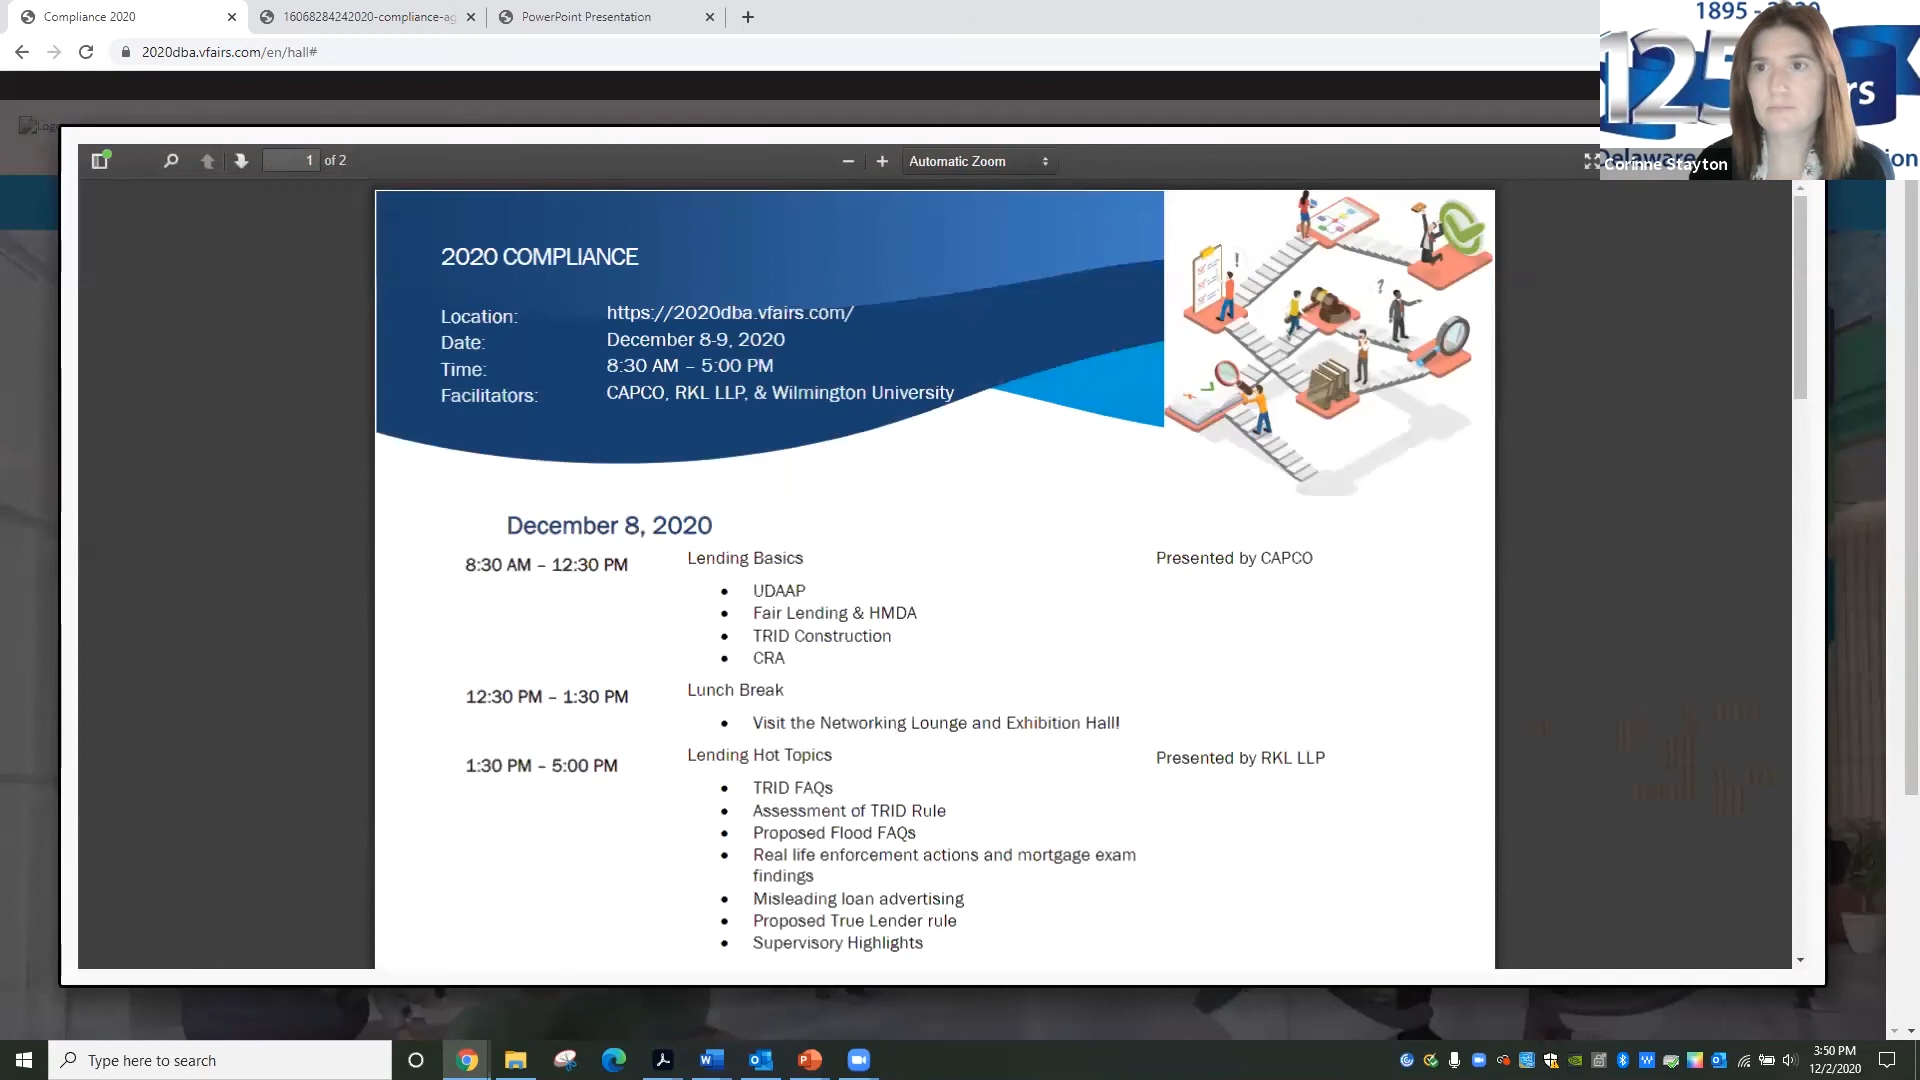 Compliance 2020
16068284242020-compliance-ag
PowerPoint Presentation
2020dba.vfairs.com/en/hall#
1895 - 2020
125
rs
Delaware
ion
Corinne Stayton
1 of 2
Automatic Zoom
2020 COMPLIANCE
Location: https://2020dba.vfairs.com/
Date: December 8-9, 2020
Time: 8:30 AM – 5:00 PM
Facilitators: CAPCO, RKL LLP, & Wilmington University
December 8, 2020
8:30 AM – 12:30 PM Lending Basics Presented by CAPCO
• UDAAP
• Fair Lending & HMDA
• TRID Construction
• CRA
12:30 PM – 1:30 PM Lunch Break
• Visit the Networking Lounge and Exhibition Hall!
1:30 PM – 5:00 PM Lending Hot Topics Presented by RKL LLP
• TRID FAQs
• Assessment of TRID Rule
• Proposed Flood FAQs
• Real life enforcement actions and mortgage exam
findings
• Misleading loan advertising
• Proposed True Lender rule
• Supervisory Highlights
Type here to search
3:50 PM
12/2/2020